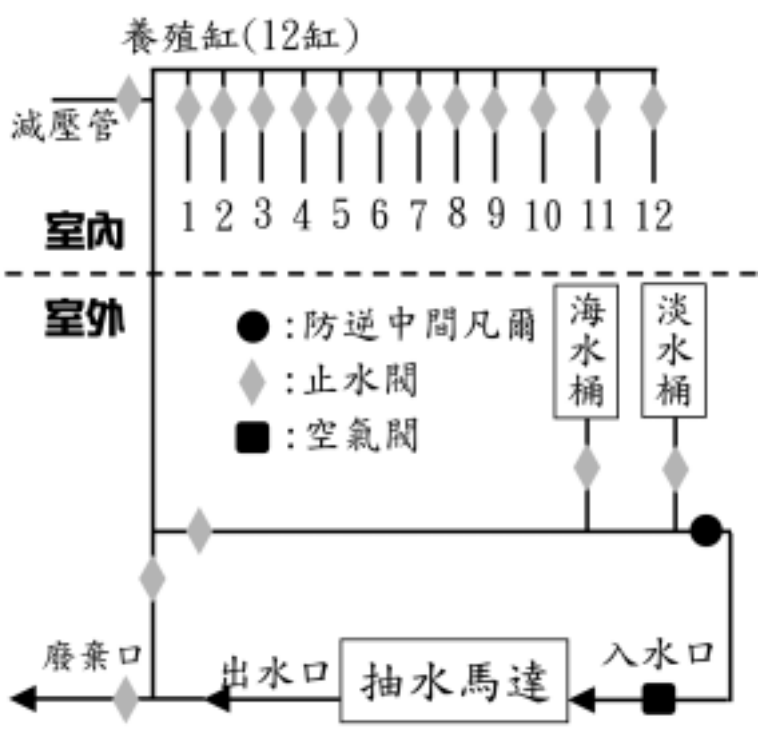 養殖缸(12缸)
減壓管
1 2 3 4 5 6 7 8 9 10 11 12
室內
室外
:防逆中間凡爾
:止水閥
:空氣閥
海水桶
淡水桶
廢棄口
出水口
抽水馬達
入水口